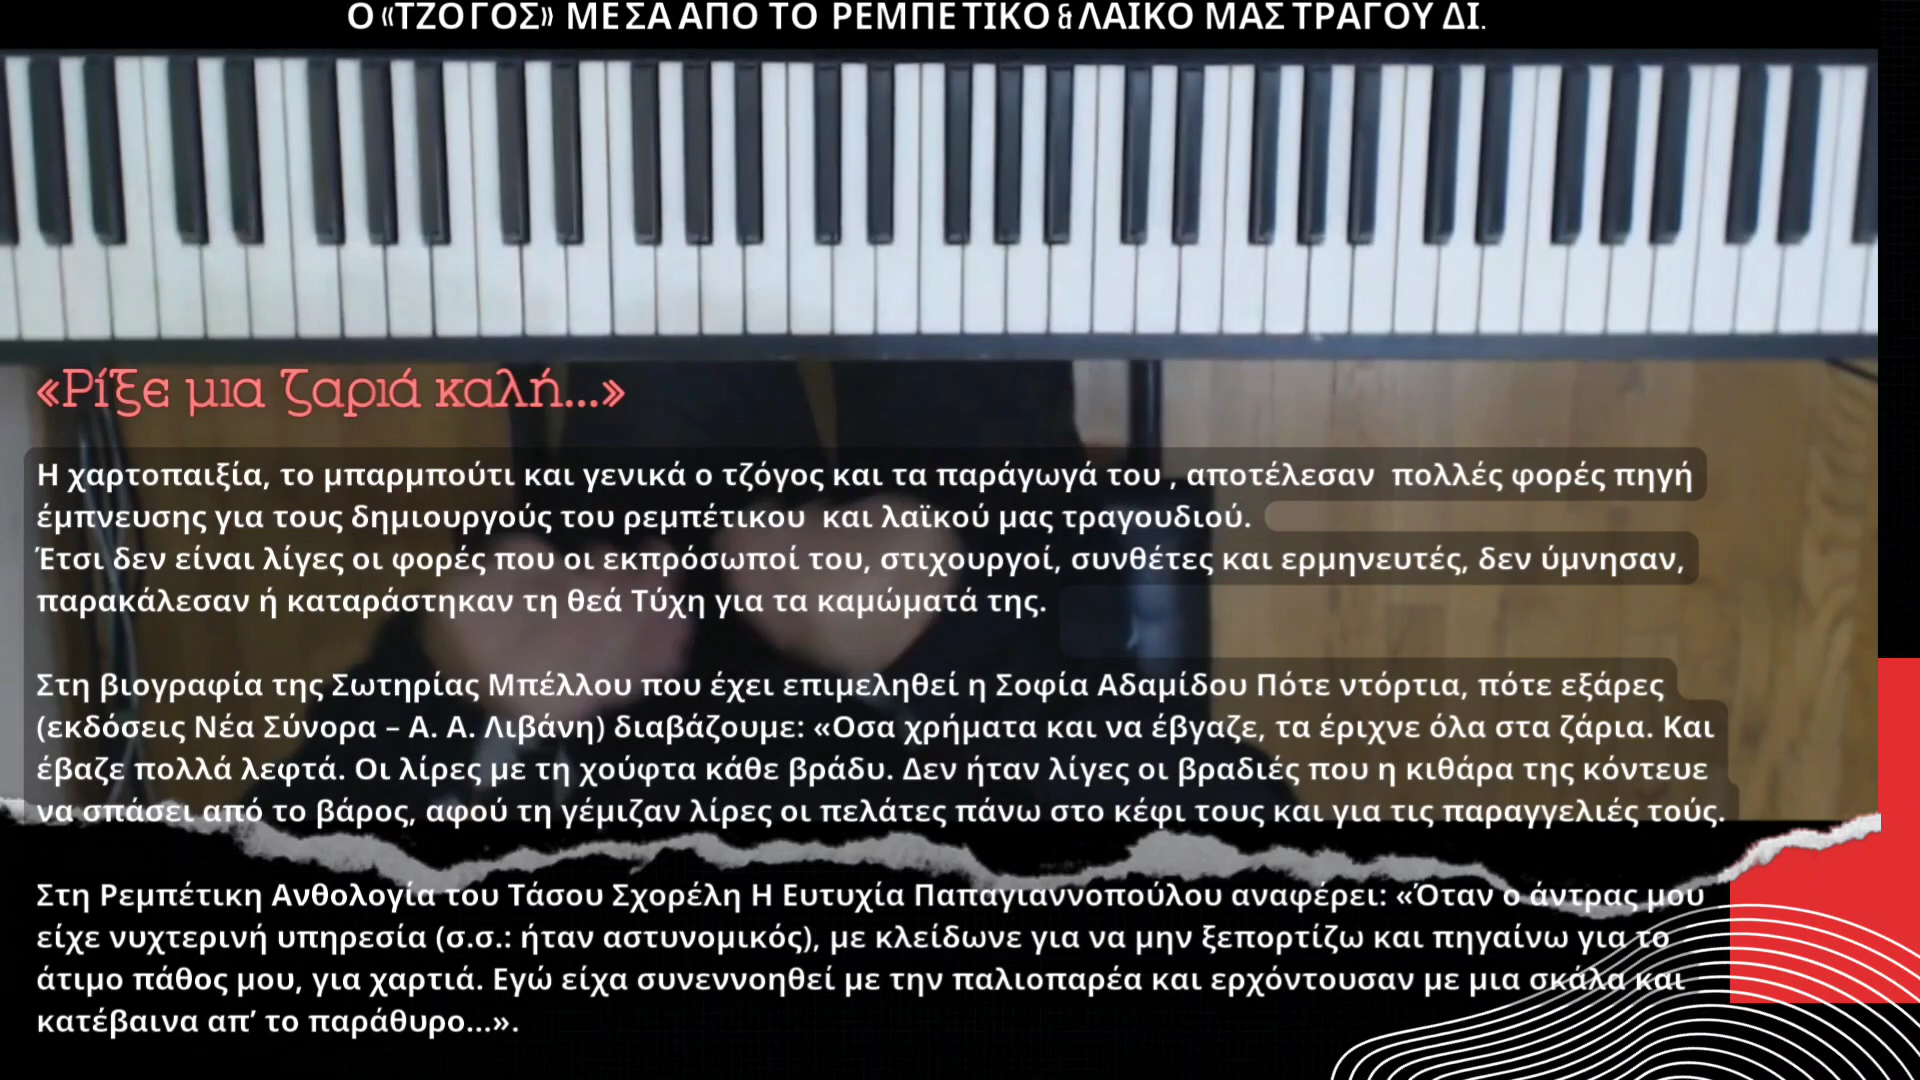 Ο «ΤΖΟΓΟΣ» ΜΕΣΑ ΑΠΟ ΤΟ ΡΕΜΠΕΤΙΚΟ & ΛΑΙΚΟ ΜΑΣ ΤΡΑΓΟΥΔΙ.
«Ρίξε μια ζαριά καλή...»
Η χαρτοπαιξία, το μπαρμπούτι και γενικά ο τζόγος και τα παράγωγά του , αποτέλεσαν πολλές φορές πηγή
έμπνευσης για τους δημιουργούς του ρεμπέτικου και λαϊκού μας τραγουδιού.
Έτσι δεν είναι λίγες οι φορές που οι εκπρόσωποί του, στιχουργοί, συνθέτες και ερμηνευτές, δεν ύμνησαν,
παρακάλεσαν ή καταράστηκαν τη θεά Τύχη για τα καμώματά της.
Στη βιογραφία της Σωτηρίας Μπέλλου που έχει επιμεληθεί η Σοφία Αδαμίδου Πότε ντόρτια, πότε εξάρες
(εκδόσεις Νέα Σύνορα – Α. Α. Λιβάνη) διαβάζουμε: «Οσα χρήματα και να έβγαζε, τα έριχνε όλα στα ζάρια. Και
έβαζε πολλά λεφτά. Οι λίρες με τη χούφτα κάθε βράδυ. Δεν ήταν λίγες οι βραδιές που η κιθάρα της κόντευε
να σπάσει από το βάρος, αφού τη γέμιζαν λίρες οι πελάτες πάνω στο κέφι τους και για τις παραγγελιές τούς.
Στη Ρεμπέτικη Ανθολογία του Τάσου Σχορέλη Η Ευτυχία Παπαγιαννοπούλου αναφέρει: «Όταν ο άντρας μου
είχε νυχτερινή υπηρεσία (σ.σ.: ήταν αστυνομικός), με κλείδωνε για να μην ξεπορτίζω και πηγαίνω για το
άτιμο πάθος μου, για χαρτιά. Εγώ είχα συνεννοηθεί με την παλιοπαρέα και ερχόντουσαν με μια σκάλα και
κατέβαινα απ’ το παράθυρο...».